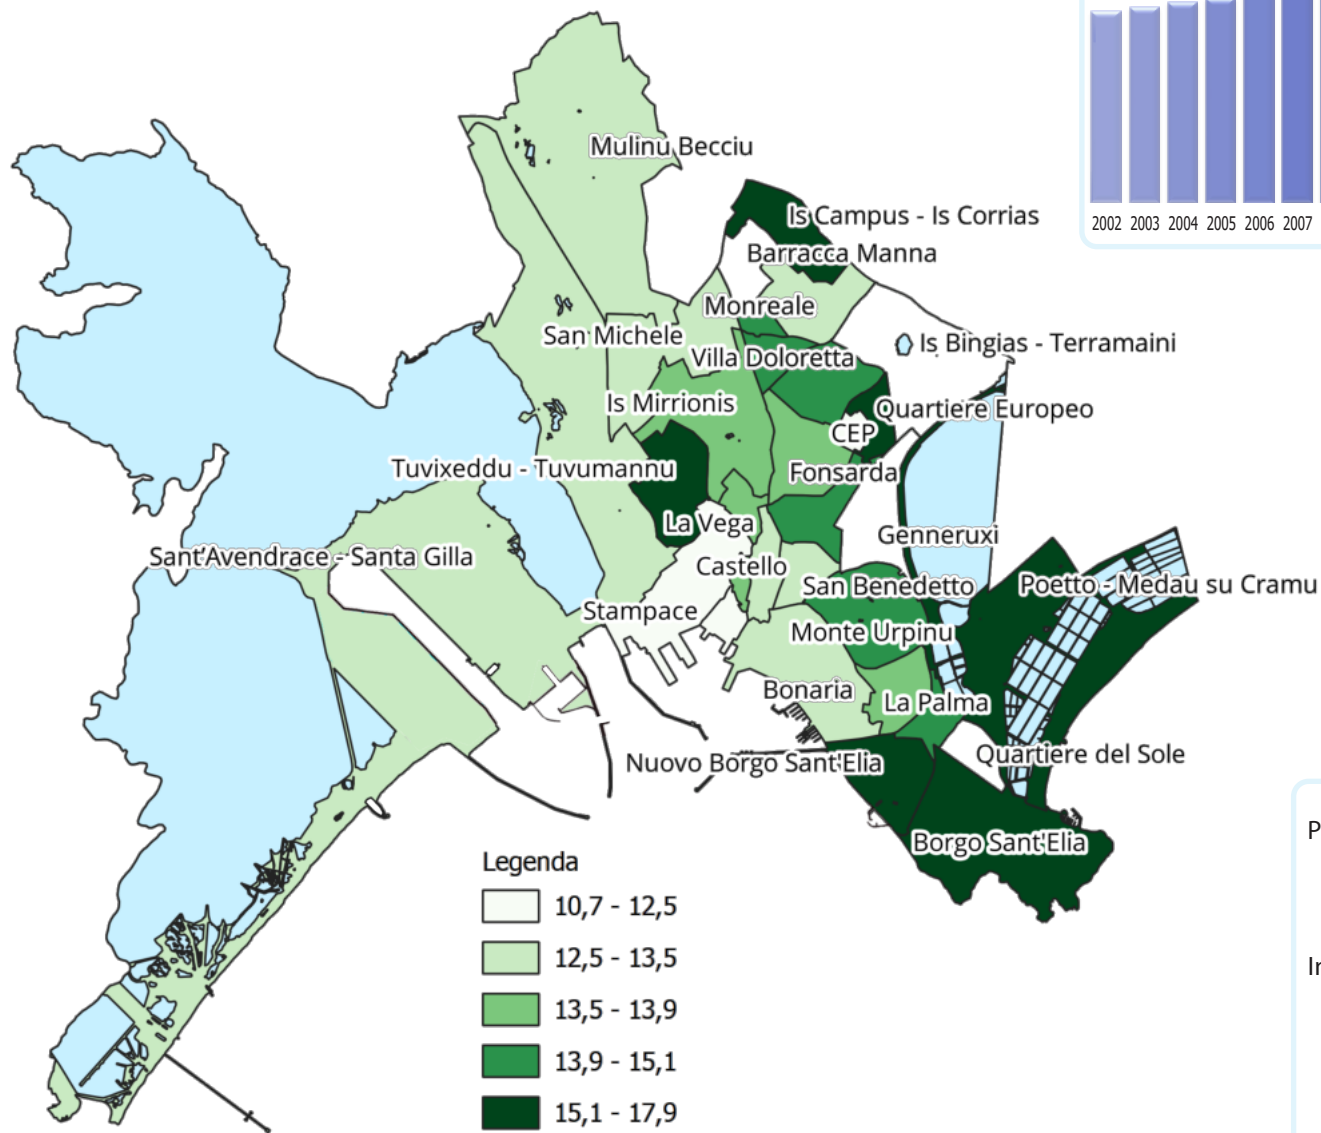 2002 2003 2004 2005 2006 2007
Mulinu Becciu
Is Campus - Is Corrias
Barracca Manna
Monreale
San Michele
Is Bingias - Terramaini
Villa Doloretta
Is Mirrionis
Quartiere Europeo
CEP
Tuvixeddu - Tuvumannu
Fonsarda
La Vega
Genneruxi
Sant'Avendrace - Santa Gilla
Castello
San Benedetto
Poetto - Medau su Cramu
Stampace
Monte Urpinu
Bonaria
La Palma
Nuovo Borgo Sant'Elia
Quartiere del Sole
Borgo Sant'Elia
Legenda
10,7 - 12,5
12,5 - 13,5
13,5 - 13,9
13,9 - 15,1
15,1 - 17,9
P